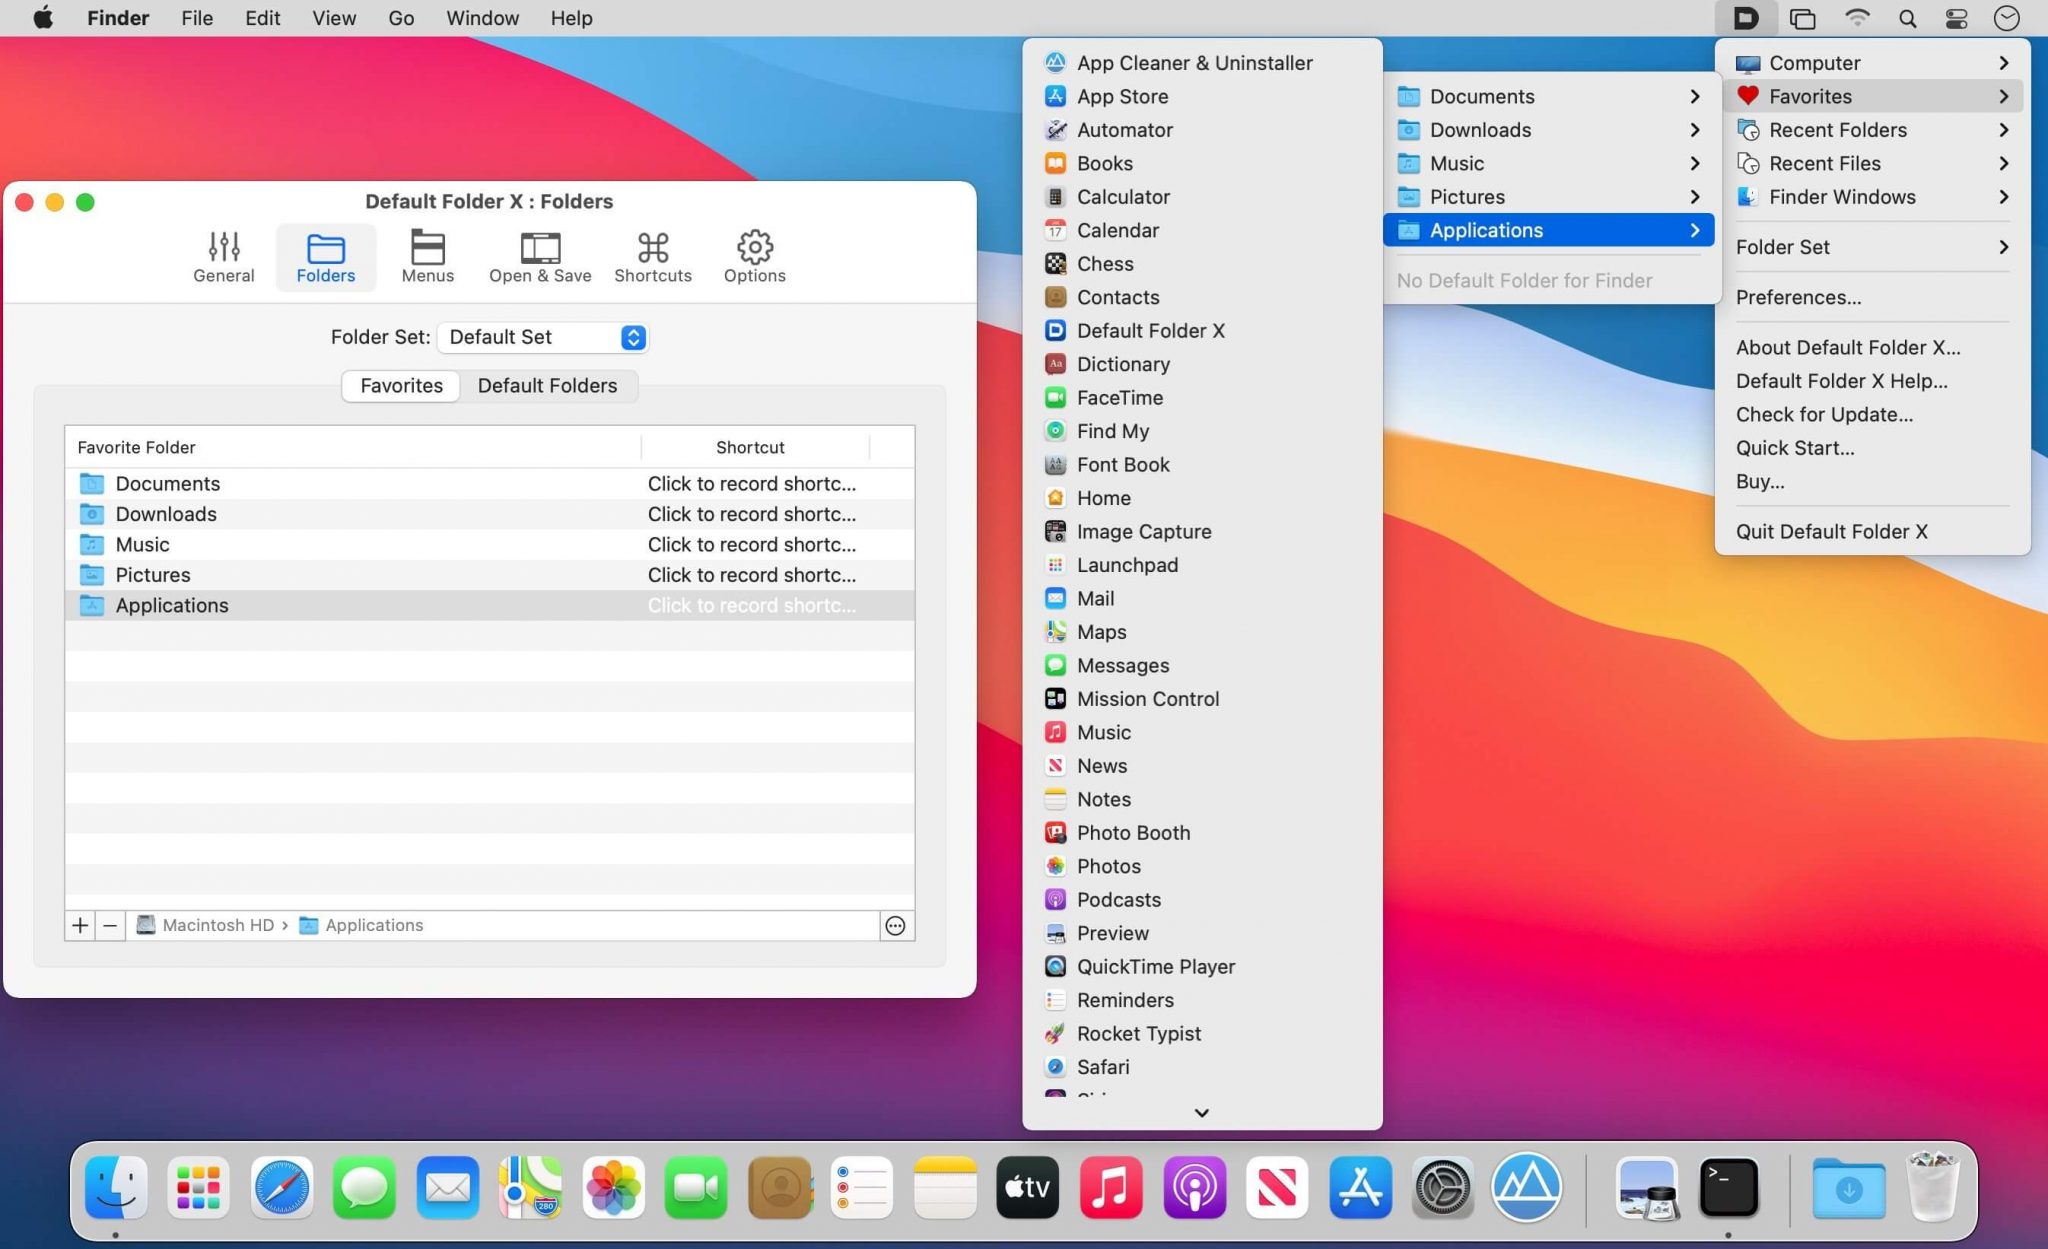 Finder File Edit View Go Window Help
Default Folder X : Folders
General Folders Menus Open & Save Shortcuts Options
Folder Set: Default Set
Favorites Default Folders
Favorite Folder Shortcut
Documents Click to record shortc...
Downloads Click to record shortc...
Music Click to record shortc...
Pictures Click to record shortc...
Applications Click to record shortc...
Macintosh HD › Applications
App Cleaner & Uninstaller
App Store
Automator
Books
Calculator
Calendar
Chess
Contacts
Default Folder X
Dictionary
FaceTime
Find My
Font Book
Home
Image Capture
Launchpad
Mail
Maps
Messages
Mission Control
Music
News
Notes
Photo Booth
Photos
Podcasts
Preview
QuickTime Player
Reminders
Rocket Typist
Safari
Documents
Downloads
Music
Pictures
Applications
No Default Folder for Finder
Computer
Favorites
Recent Folders
Recent Files
Finder Windows
Folder Set
Preferences...
About Default Folder X...
Default Folder X Help...
Check for Update...
Quick Start...
Buy...
Quit Default Folder X
280
tv
>_